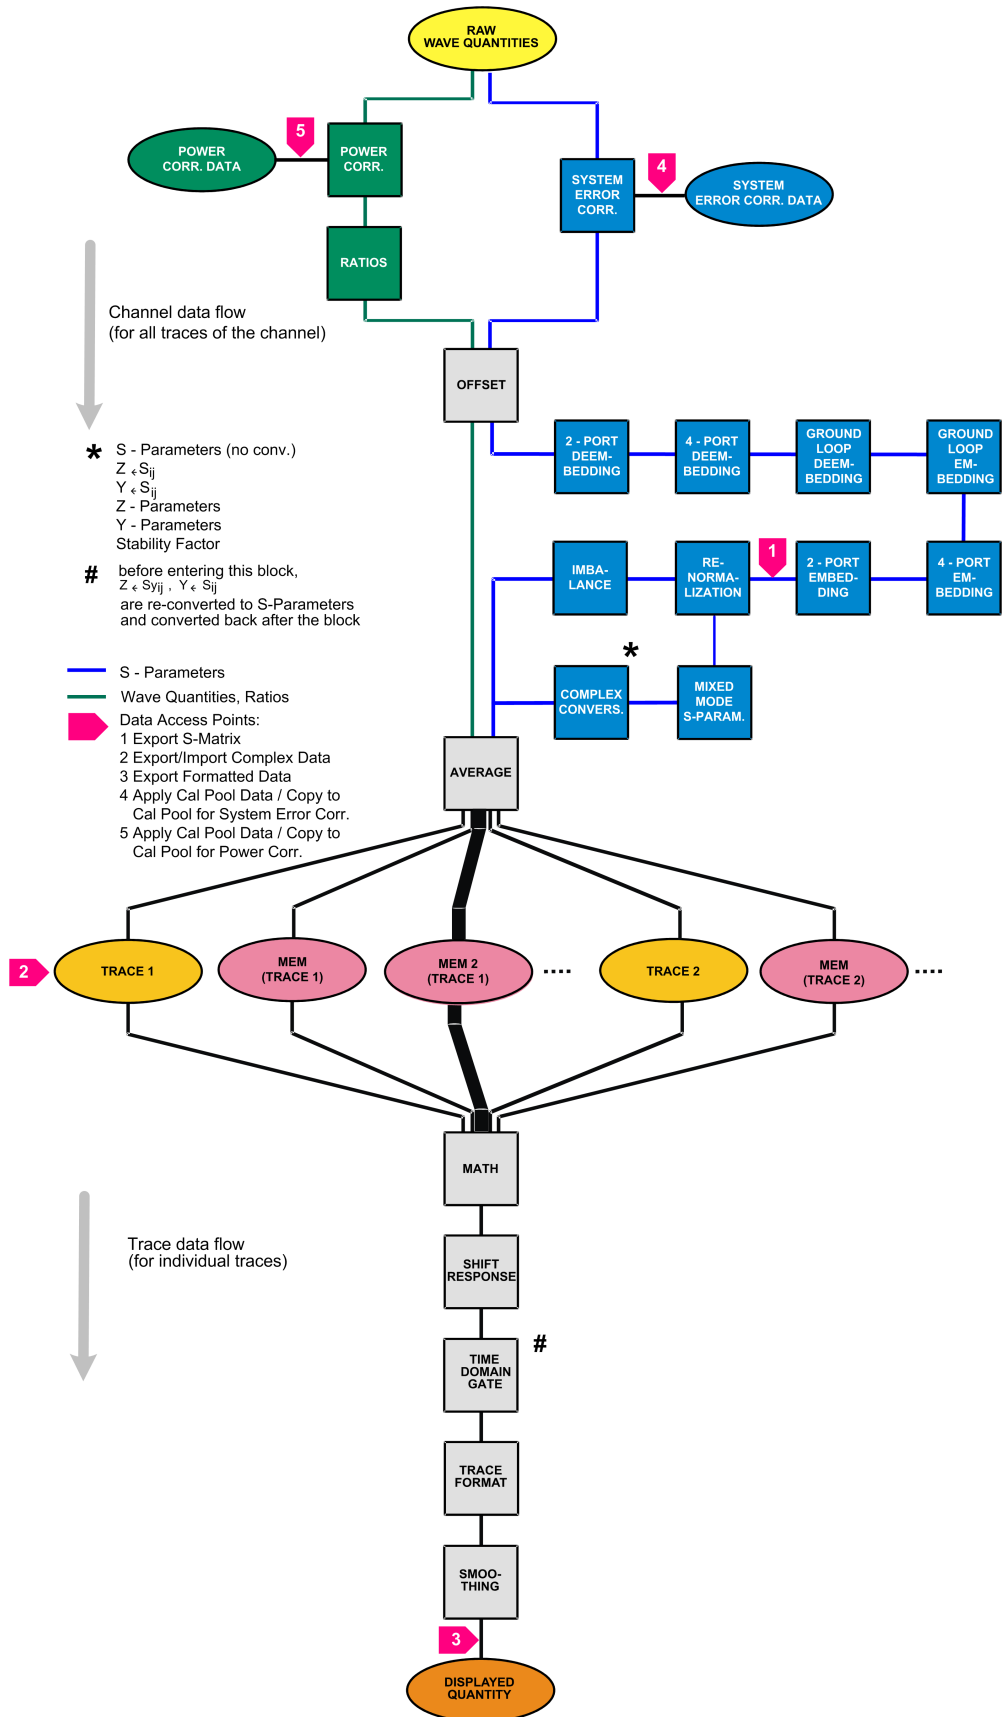 RAW
WAVE QUANTITIES
5
POWER
CORR. DATA
POWER
CORR.
4
SYSTEM
ERROR
CORR.
SYSTEM
ERROR CORR. DATA
RATIOS
Channel data flow
(for all traces of the channel)
OFFSET
2 - PORT
DEEM-
BEDDING
4 - PORT
DEEM-
BEDDING
GROUND
LOOP
DEEM-
BEDDING
GROUND
LOOP
EM-
BEDDING
* S - Parameters (no conv.)
Z ← Sij
Y ← Sij
Z - Parameters
Y - Parameters
Stability Factor
# before entering this block,
Z ← Syij , Y ← Sij
are re-converted to S-Parameters
and converted back after the block
IMBA-
LANCE
RE-
NORMA-
LIZATION
1
2 - PORT
EMBED-
DING
4 - PORT
EM-
BEDDING
*
COMPLEX
CONVERS.
MIXED
MODE
S-PARAM.
S - Parameters
Wave Quantities, Ratios
Data Access Points:
1 Export S-Matrix
2 Export/Import Complex Data
3 Export Formatted Data
4 Apply Cal Pool Data / Copy to
Cal Pool for System Error Corr.
5 Apply Cal Pool Data / Copy to
Cal Pool for Power Corr.
AVERAGE
2
TRACE 1
MEM
(TRACE 1)
MEM 2
(TRACE 1)
....
TRACE 2
MEM
(TRACE 2)
....
MATH
Trace data flow
(for individual traces)
SHIFT
RESPONSE
#
TIME
DOMAIN
GATE
TRACE
FORMAT
SMOO-
THING
3
DISPLAYED
QUANTITY